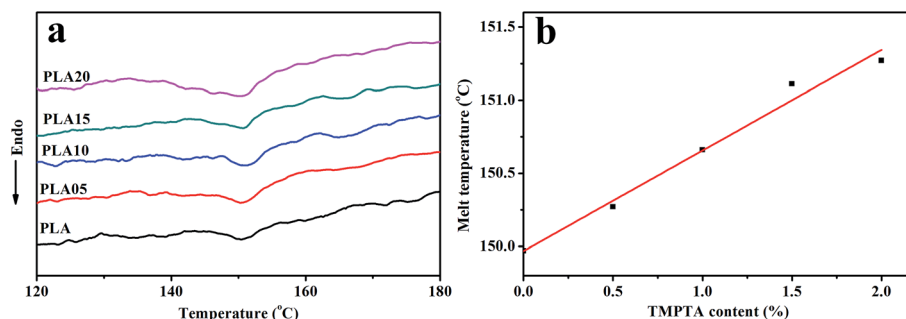 a
PLA20
PLA15
PLA10
PLA05
PLA
Endo
120
140
160
180
Temperature (°C)
b
151.5
151.0
150.5
150.0
Melt temperature (°C)
0.0
0.5
1.0
1.5
2.0
TMPTA content (%)